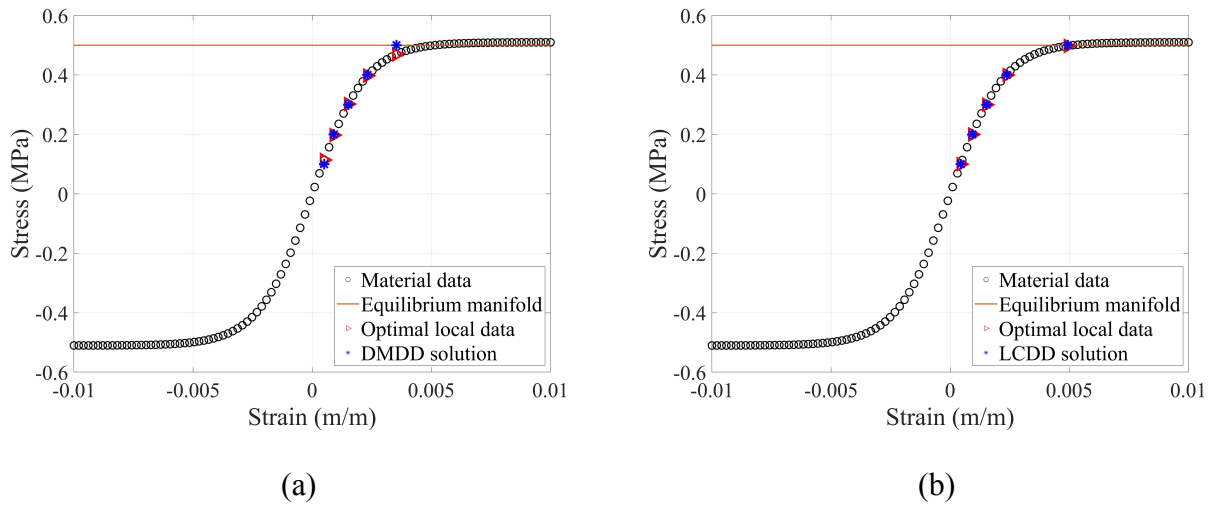 0.6
0.4
0.2
0
-0.2
-0.4
-0.6
Stress (MPa)
-0.01
-0.005
0
0.005
0.01
Strain (m/m)
Material data
Equilibrium manifold
Optimal local data
DMDD solution
(a)
0.6
0.4
0.2
0
-0.2
-0.4
-0.6
Stress (MPa)
-0.01
-0.005
0
0.005
0.01
Strain (m/m)
Material data
Equilibrium manifold
Optimal local data
LCDD solution
(b)